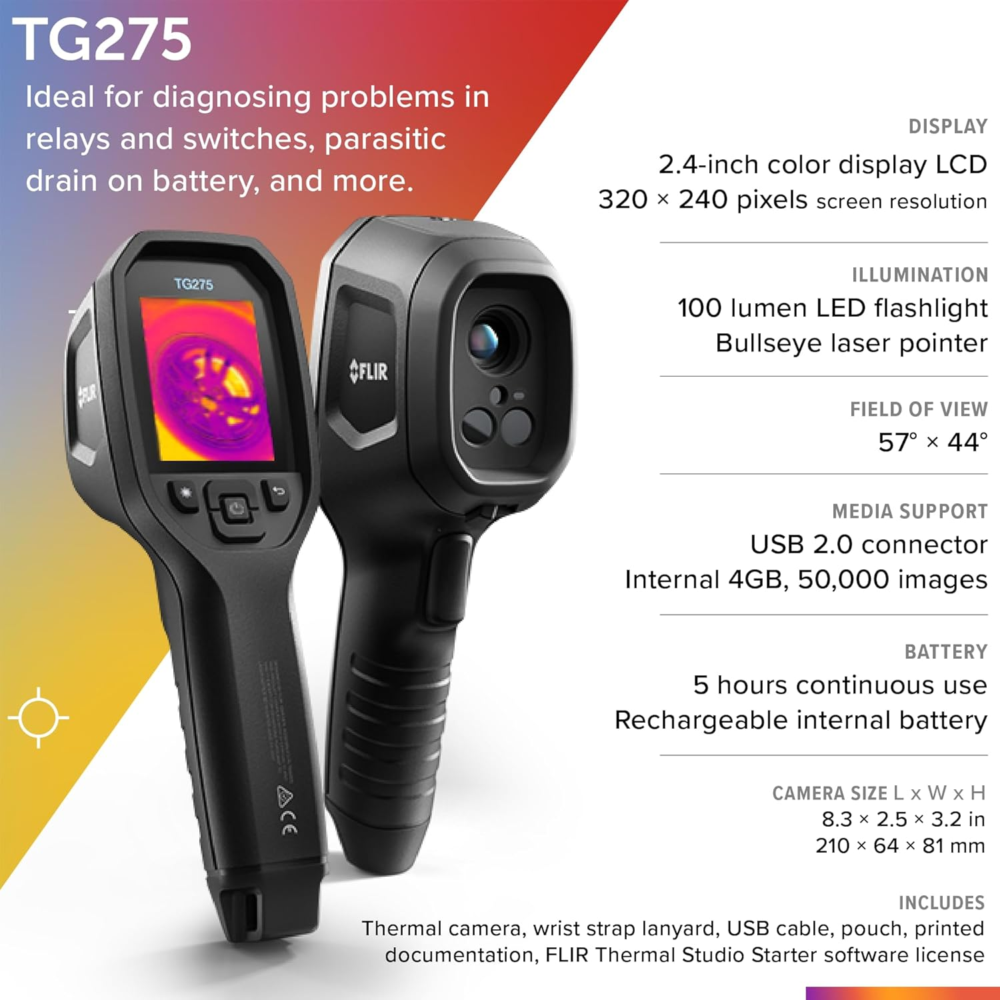 TG275
Ideal for diagnosing problems in
relays and switches, parasitic
drain on battery, and more.
TG275
FLIR
FLIR
CE
DISPLAY
2.4-inch color display LCD
320 × 240 pixels screen resolution
ILLUMINATION
100 lumen LED flashlight
Bullseye laser pointer
FIELD OF VIEW
57° × 44°
MEDIA SUPPORT
USB 2.0 connector
Internal 4GB, 50,000 images
BATTERY
5 hours continuous use
Rechargeable internal battery
CAMERA SIZE L x W x H
8.3 × 2.5 × 3.2 in
210 × 64 × 81 mm
INCLUDES
Thermal camera, wrist strap lanyard, USB cable, pouch, printed
documentation, FLIR Thermal Studio Starter software license